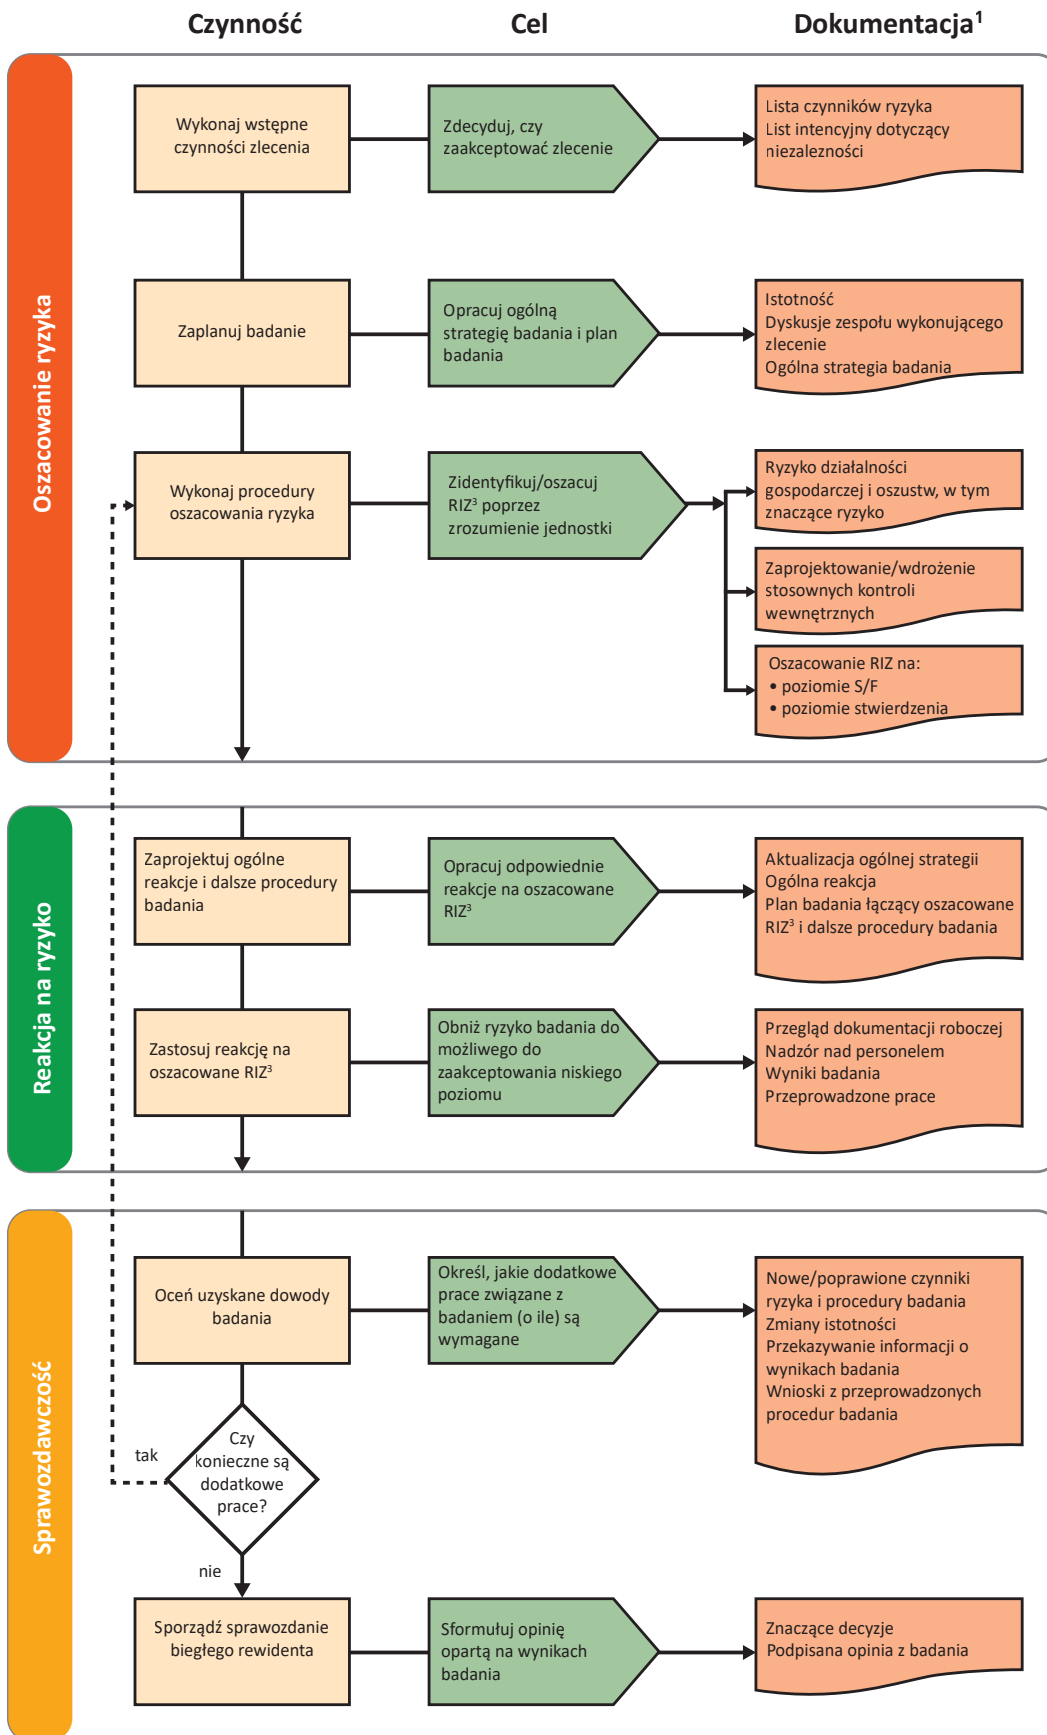 Czynność
Cel
Dokumentacja¹
Oszacowanie ryzyka
Wykonaj wstępne
czynności zlecenia
Zdecyduj, czy
zaakceptować zlecenie
Lista czynników ryzyka
List intencyjny dotyczący
niezalezności
Zaplanuj badanie
Opracuj ogólną
strategię badania i plan
badania
Istotność
Dyskusje zespołu wykonującego
zlecenie
Ogólna strategia badania
Wykonaj procedury
oszacowania ryzyka
Zidentyfikuj/oszacuj
RIZ³ poprzez
zrozumienie jednostki
Ryzyko działalności
gospodarczej i oszustw, w tym
znaczące ryzyko
Zaprojektowanie/wdrożenie
stosownych kontroli
wewnętrznych
Oszacowanie RIZ na:
• poziomie S/F
• poziomie stwierdzenia
Reakcja na ryzyko
Zaprojektuj ogólne
reakcje i dalsze procedury
badania
Opracuj odpowiednie
reakcje na oszacowane
RIZ³
Aktualizacja ogólnej strategii
Ogólna reakcja
Plan badania łączący oszacowane
RIZ³ i dalsze procedury badania
Zastosuj reakcję na
oszacowane RIZ³
Obniż ryzyko badania do
możliwego do
zaakceptowania niskiego
poziomu
Przegląd dokumentacji roboczej
Nadzór nad personelem
Wyniki badania
Przeprowadzone prace
Sprawozdawczość
Oceń uzyskane dowody
badania
Określ, jakie dodatkowe
prace związane z
badaniem (o ile) są
wymagane
Nowe/poprawione czynniki
ryzyka i procedury badania
Zmiany istotności
Przekazywanie informacji o
wynikach badania
Wnioski z przeprowadzonych
procedur badania
tak
Czy
konieczne są
dodatkowe
prace?
nie
Sporządź sprawozdanie
biegłego rewidenta
Sformułuj opinię
opartą na wynikach
badania
Znaczące decyzje
Podpisana opinia z badania